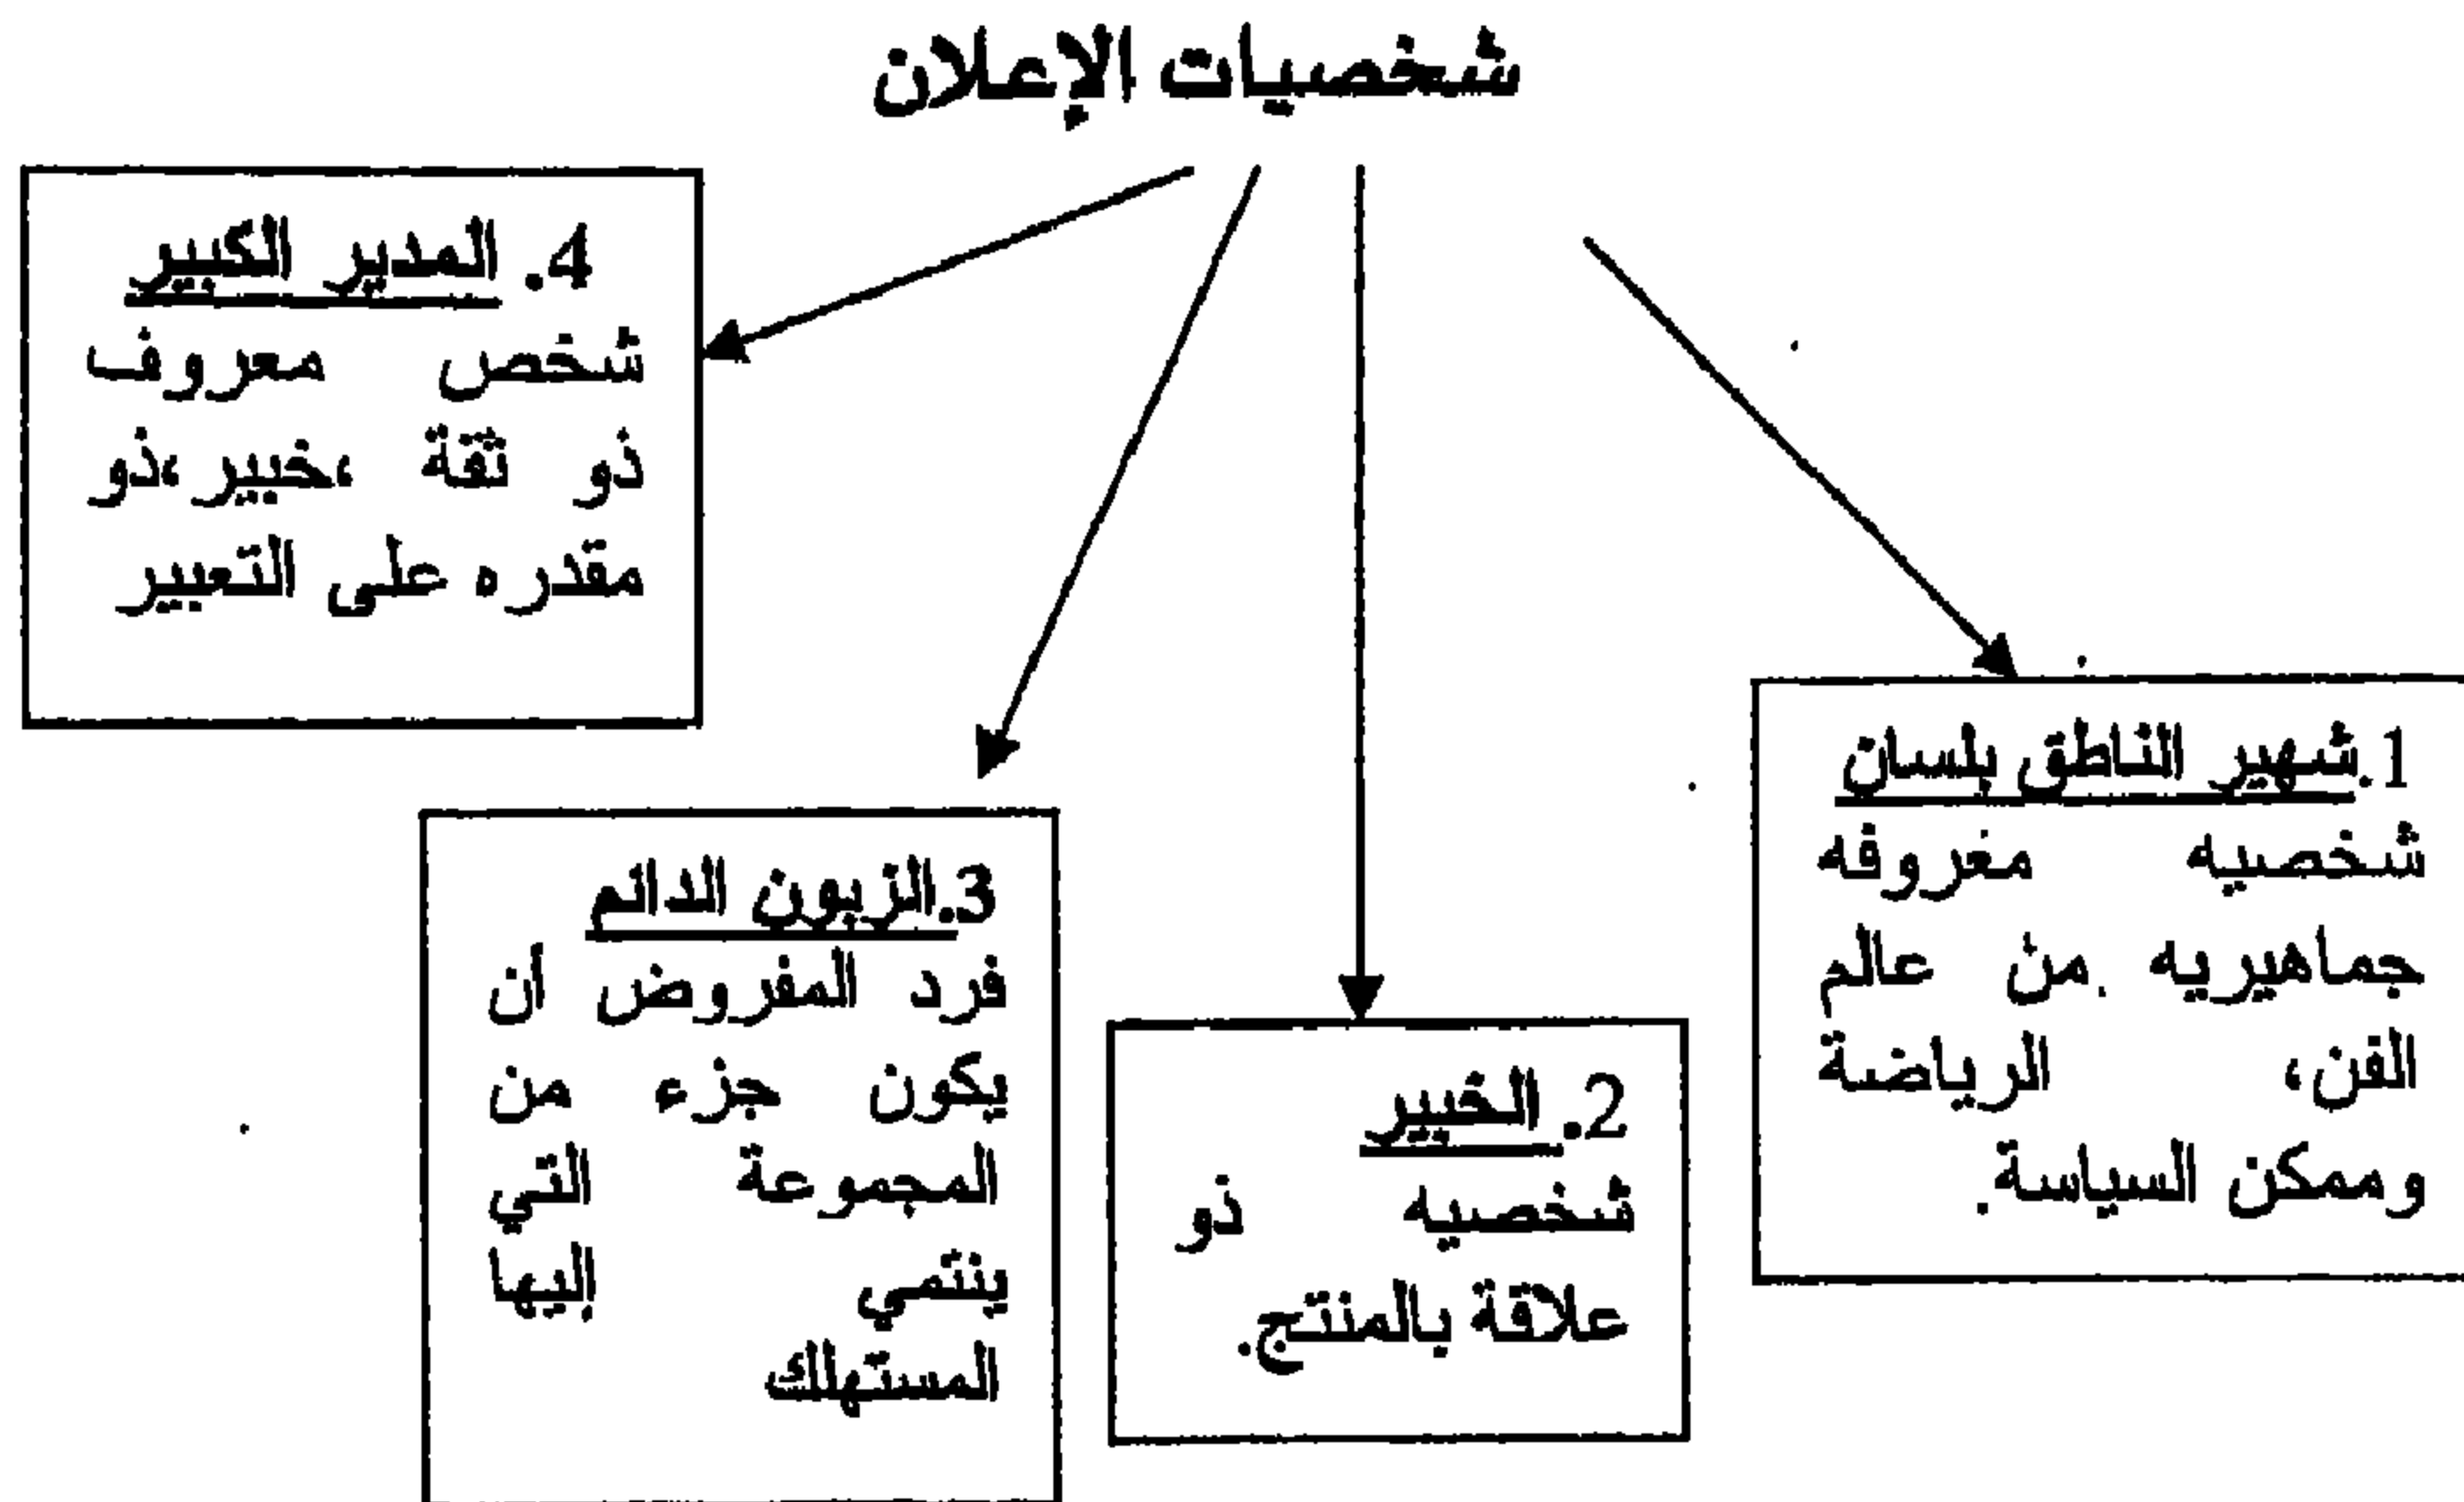 شخصيات الإعلان
1.شهير الناطق بلسان
شخصيه معروفه
جماهيريه من عالم
الفن، الرياضة
وممكن السياسة.
2. الخبير
شخصيه ذو
علاقة بالمنتج.
3.الزبون الدائم
فرد المفروض ان
يكون جزء من
المجموعة التي
ينتمي إليها
المستهلك
4. المدير الكبير
شخص معروف
ذو ثقة ،خبير ،ذو
مقدره على التعبير